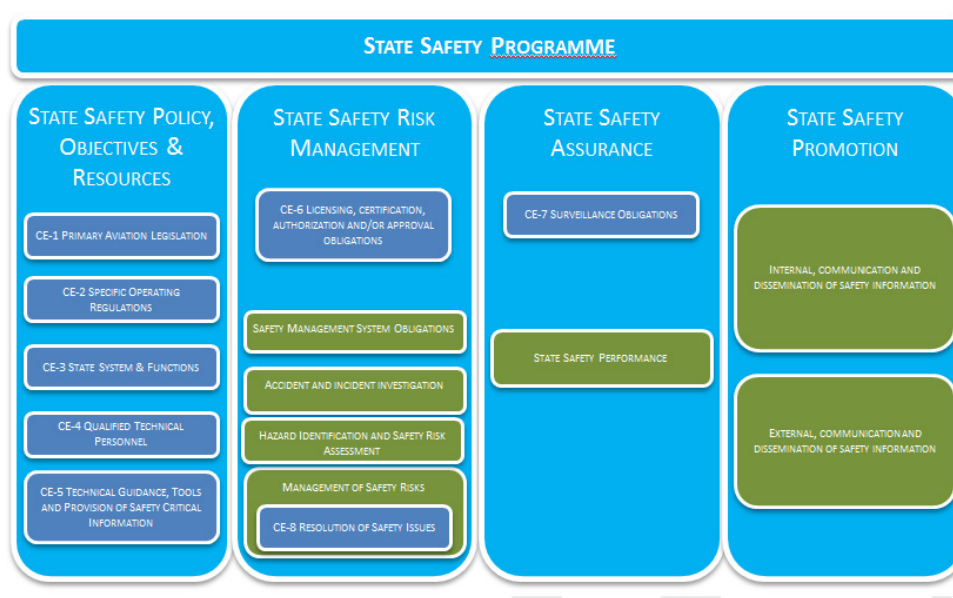 STATE SAFETY PROGRAMME
STATE SAFETY POLICY,
OBJECTIVES &
RESOURCES
CE-1 PRIMARY AVIATION LEGISLATION
CE-2 SPECIFIC OPERATING
REGULATIONS
CE-3 STATE SYSTEM & FUNCTIONS
CE-4 QUALIFIED TECHNICAL
PERSONNEL
CE-5 TECHNICAL GUIDANCE, TOOLS
AND PROVISION OF SAFETY CRITICAL
INFORMATION
STATE SAFETY RISK
MANAGEMENT
CE-6 LICENSING, CERTIFICATION,
AUTHORIZATION AND/OR APPROVAL
OBLIGATIONS
SAFETY MANAGEMENT SYSTEM OBLIGATIONS
ACCIDENT AND INCIDENT INVESTIGATION
HAZARD IDENTIFICATION AND SAFETY RISK
ASSESSMENT
MANAGEMENT OF SAFETY RISKS
CE-8 RESOLUTION OF SAFETY ISSUES
STATE SAFETY
ASSURANCE
CE-7 SURVEILLANCE OBLIGATIONS
STATE SAFETY PERFORMANCE
STATE SAFETY
PROMOTION
INTERNAL, COMMUNICATION AND
DISSEMINATION OF SAFETY INFORMATION
EXTERNAL, COMMUNICATION AND
DISSEMINATION OF SAFETY INFORMATION